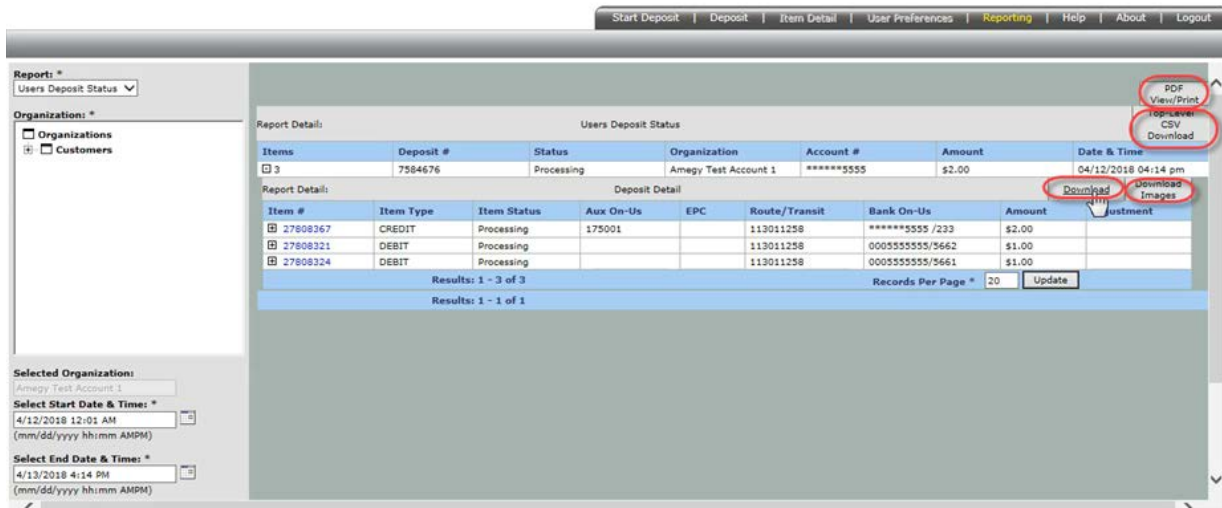 Start Deposit | Deposit | Item Detail | User Preferences | Reporting | Help | About | Logout
Report: *
Users Deposit Status
Organization: *
Organizations
Customers
Selected Organization:
Amegy Test Account 1
Select Start Date & Time: *
4/12/2018 12:01 AM
(mm/dd/yyyy hh:mm AMPM)
Select End Date & Time: *
4/13/2018 4:14 PM
(mm/dd/yyyy hh:mm AMPM)
PDF
View/Print
Report Detail: Users Deposit Status
Top-Level
CSV
Download
Items Deposit # Status Organization Account # Amount Date & Time
3 7584676 Processing Amegy Test Account 1 ******5555 $2.00 04/12/2018 04:14 pm
Report Detail: Deposit Detail Download
Download
Images
Item # Item Type Item Status Aux On-Us EPC Route/Transit Bank On-Us Amount ustment
27808367 CREDIT Processing 175001 113011258 ******5555 /233 $2.00
27808321 DEBIT Processing 113011258 0005555555/5662 $1.00
27808324 DEBIT Processing 113011258 0005555555/5661 $1.00
Results: 1 - 3 of 3 Records Per Page * 20 Update
Results: 1 - 1 of 1